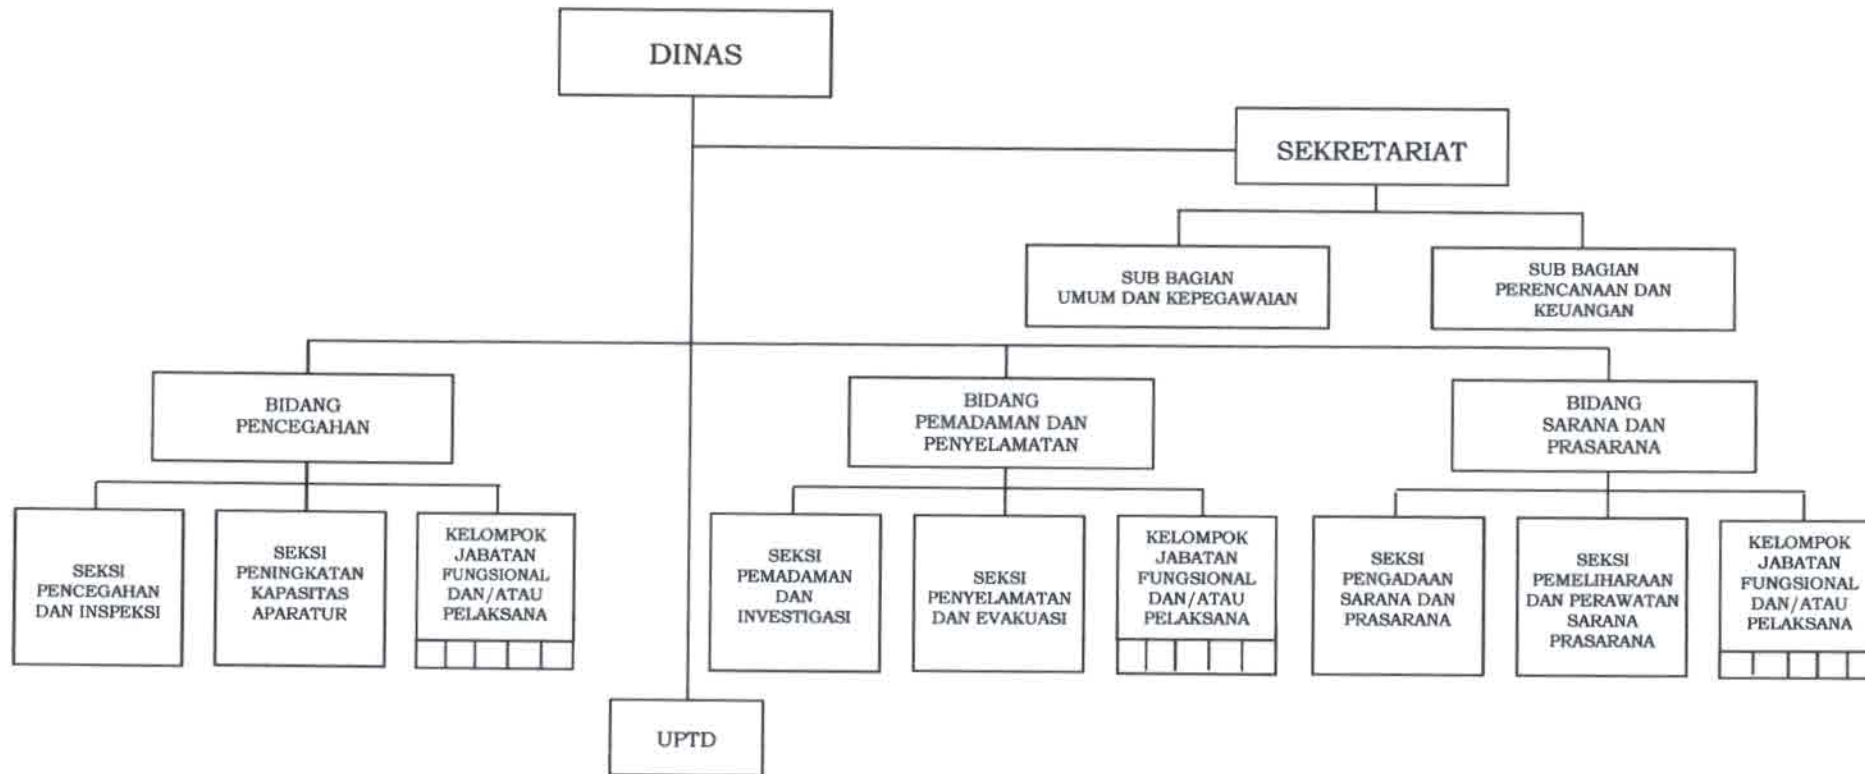 DINAS
SEKRETARIAT
SUB BAGIAN
UMUM DAN KEPEGAWAIAN
SUB BAGIAN
PERENCANAAN DAN
KEUANGAN
BIDANG
PENCEGAHAN
BIDANG
PEMADAMAN DAN
PENYELAMATAN
BIDANG
SARANA DAN
PRASARANA
SEKSI
PENCEGAHAN
DAN INSPEKSI
SEKSI
PENINGKATAN
KAPASITAS
APARATUR
KELOMPOK
JABATAN
FUNGSIONAL
DAN/ATAU
PELAKSANA
SEKSI
PEMADAMAN
DAN
INVESTIGASI
SEKSI
PENYELAMATAN
DAN EVAKUASI
KELOMPOK
JABATAN
FUNGSIONAL
DAN/ATAU
PELAKSANA
SEKSI
PENGADAAN
SARANA DAN
PRASARANA
SEKSI
PEMELIHARAAN
DAN PERAWATAN
SARANA
PRASARANA
KELOMPOK
JABATAN
FUNGSIONAL
DAN/ATAU
PELAKSANA
UPTD